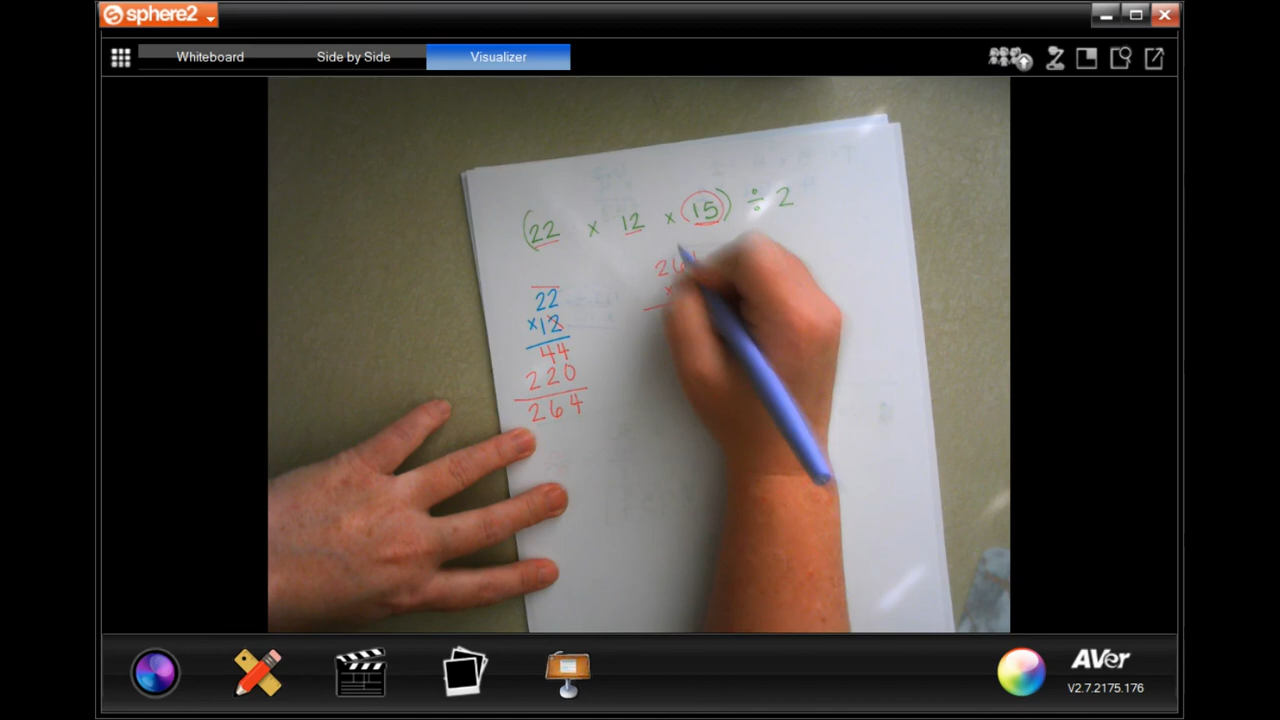 sphere2
Whiteboard Side by Side Visualizer
(22 x 12 x 15) ÷ 2
22
x12
44
220
264
26
x
AVer
V2.7.2175.176